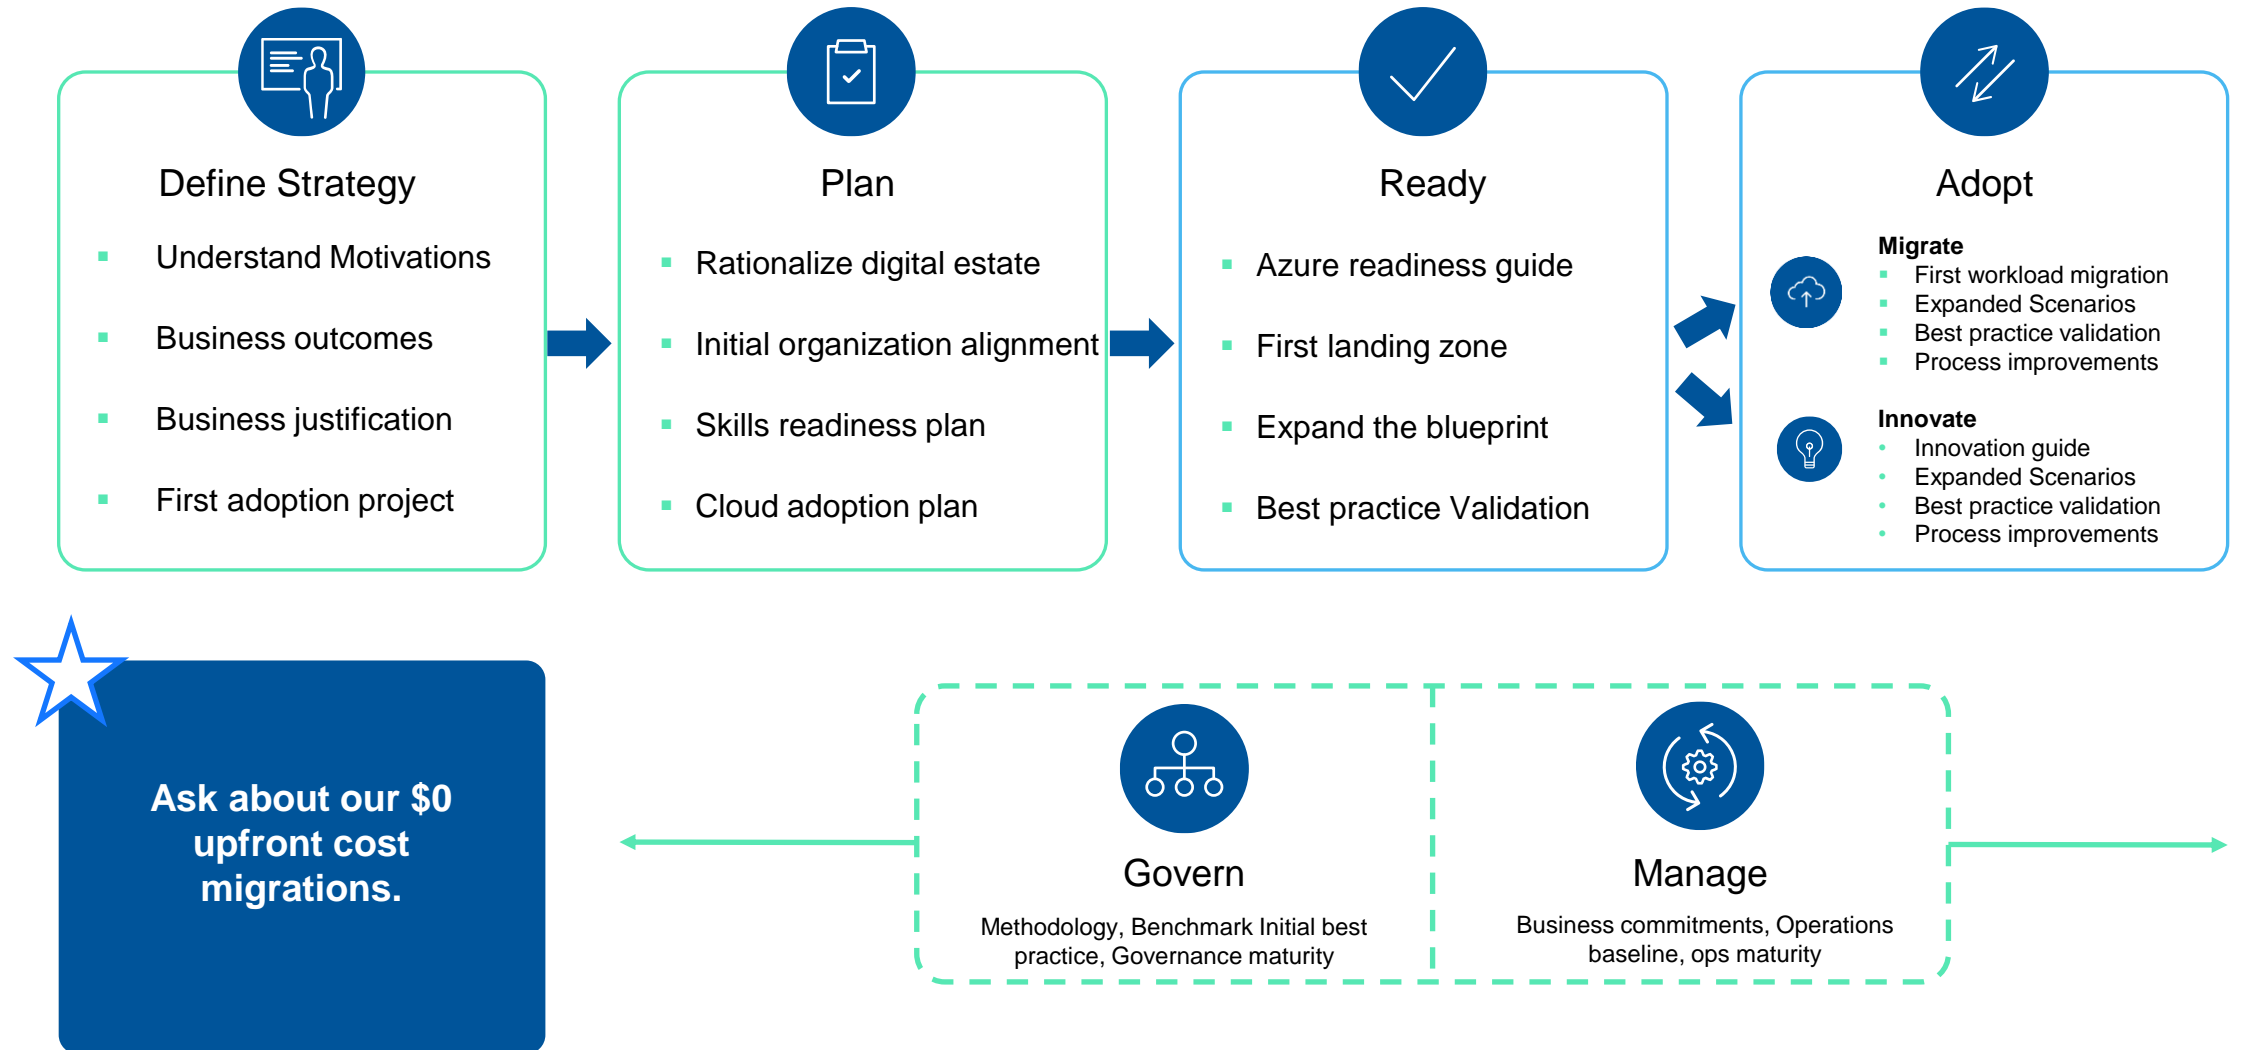 Define Strategy
Understand Motivations
Business outcomes
Business justification
First adoption project
Plan
Rationalize digital estate
Initial organization alignment
Skills readiness plan
Cloud adoption plan
Ready
Azure readiness guide
First landing zone
Expand the blueprint
Best practice Validation
Adopt
Migrate
First workload migration
Expanded Scenarios
Best practice validation
Process improvements
Innovate
Innovation guide
Expanded Scenarios
Best practice validation
Process improvements
Ask about our $0
upfront cost
migrations.
Govern
Methodology, Benchmark Initial best
practice, Governance maturity
Manage
Business commitments, Operations
baseline, ops maturity